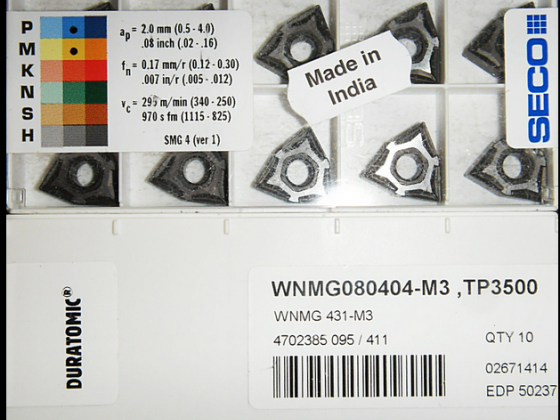 P
M
K
N
S
H
ap = 2.0 mm (0.5 - 4.0)
.08 inch (.02 - .16)
fn = 0.17 mm/r (0.12 - 0.30)
.007 in/r (.005 - .012)
vc = 295 m/min (340 - 250)
970 s fm (1115 - 825)
SMG 4 (ver 1)
Made in
India
SECO
DURATOMIC®
WNMG080404-M3 ,TP3500
WNMG 431-M3
4702385 095 / 411
QTY 10
02671414
EDP 50237